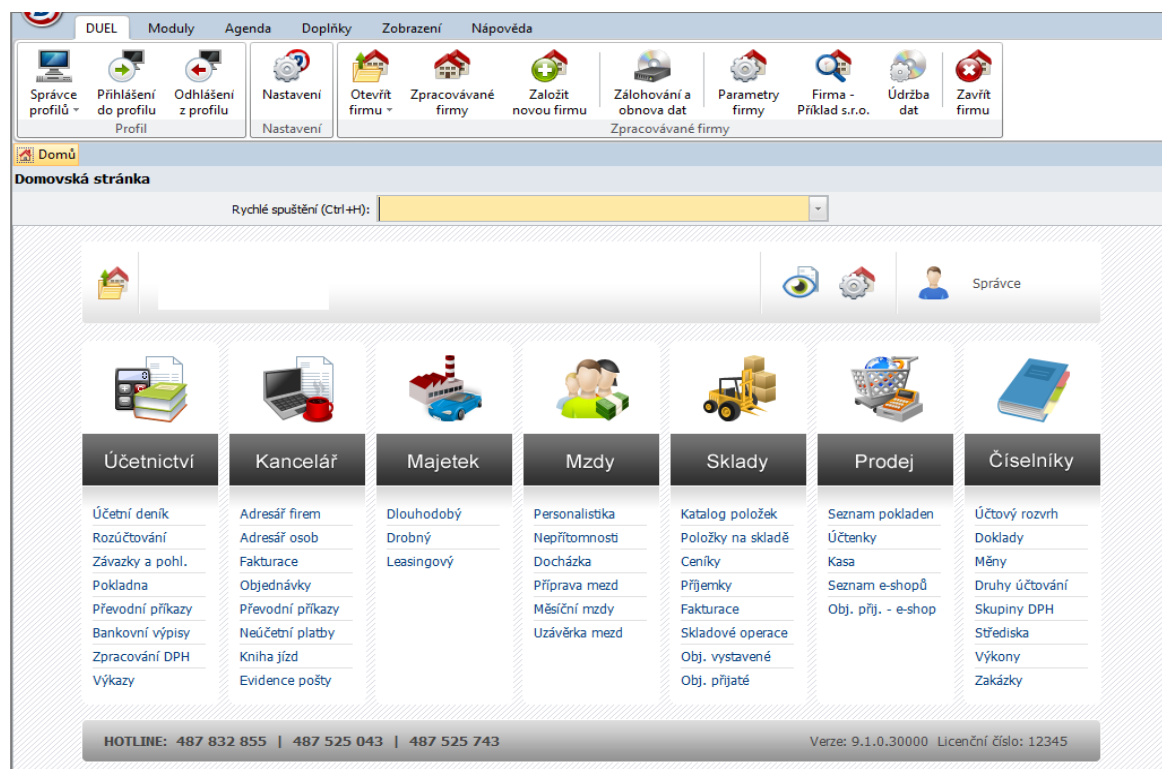 DUEL Moduly Agenda Doplňky Zobrazení Nápověda
Správce profilů
Přihlášení do profilu
Odhlášení z profilu
Nastavení
Otevřít firmu
Zpracovávané firmy
Založit novou firmu
Zálohování a obnova dat
Parametry firmy
Firma - Příklad s.r.o.
Údržba dat
Zavřít firmu
Profil Nastavení Zpracovávané firmy
Domů
Domovská stránka
Rychlé spuštění (Ctrl+H):
Správce
Účetnictví
Účetní deník
Rozúčtování
Závazky a pohl.
Pokladna
Převodní příkazy
Bankovní výpisy
Zpracování DPH
Výkazy
Kancelář
Adresář firem
Adresář osob
Fakturace
Objednávky
Převodní příkazy
Neúčetní platby
Kniha jízd
Evidence pošty
Majetek
Dlouhodobý
Drobný
Leasingový
Mzdy
Personalistika
Nepřítomnosti
Docházka
Příprava mezd
Měsíční mzdy
Uzávěrka mezd
Sklady
Katalog položek
Položky na skladě
Ceníky
Příjemky
Fakturace
Skladové operace
Obj. vystavené
Obj. přijaté
Prodej
Seznam pokladen
Účtenky
Kasa
Seznam e-shopů
Obj. přij. - e-shop
Číselníky
Účtový rozvrh
Doklady
Měny
Druhy účtování
Skupiny DPH
Střediska
Výkony
Zakázky
HOTLINE: 487 832 855 | 487 525 043 | 487 525 743
Verze: 9.1.0.30000 Licenční číslo: 12345